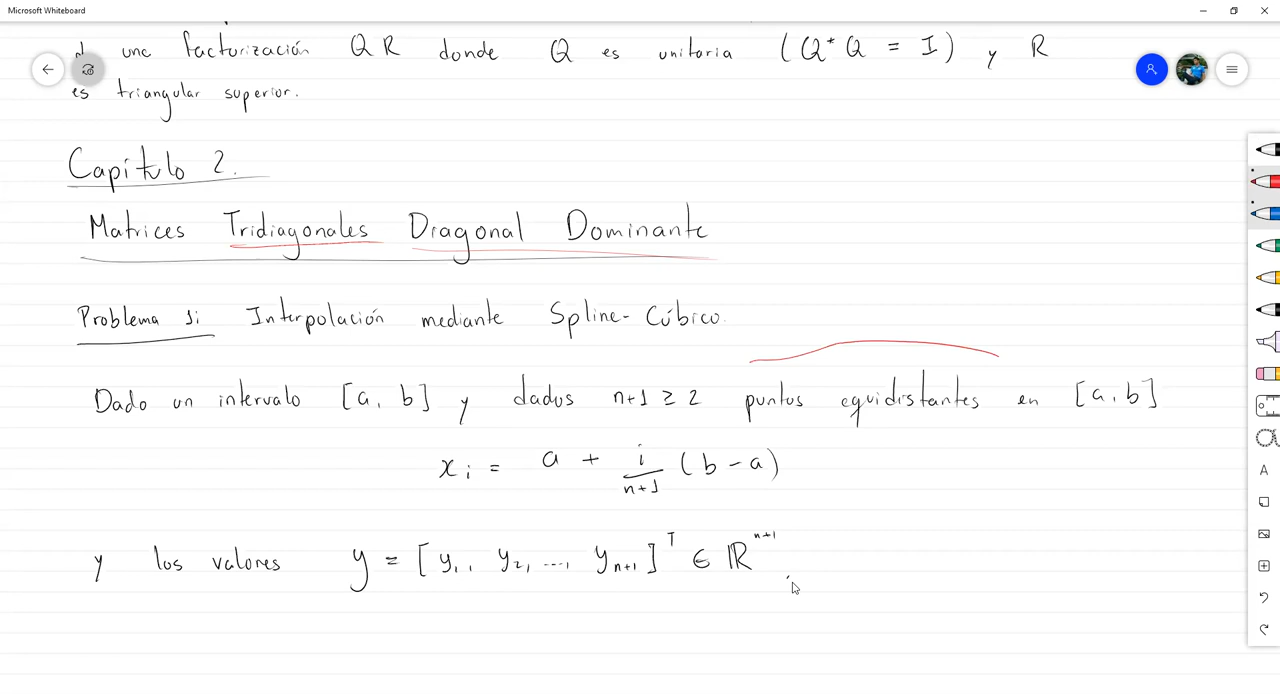 Microsoft Whiteboard
una factorización QR donde Q es unitaria (Q* Q = I) y R
es triangular superior.
Capítulo 2.
Matrices Tridiagonales Diagonal Dominante
Problema 1: Interpolación mediante Spline-Cúbico.
Dado un intervalo [a, b] y dados n+1 ≥ 2 puntos equidistantes en [a, b]
x_i = a + i/(n+1) (b - a)
y los valores y = [y_1, y_2, ..., y_{n+1}]^T ∈ ℝ^{n+1}
A